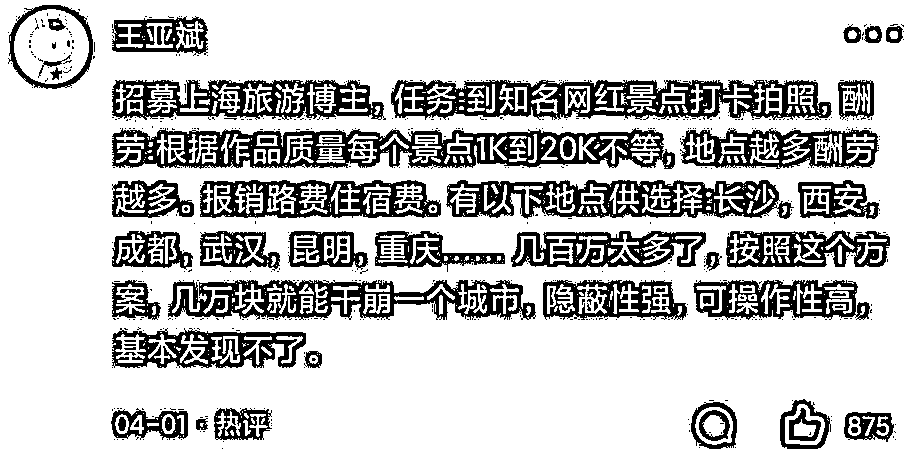 王亚斌
招募上海旅游博主，任务:到知名网红景点打卡拍照，酬
劳:根据作品质量每个景点1K到20K不等，地点越多酬劳
越多。报销路费住宿费。有以下地点供选择:长沙，西安，
成都，武汉，昆明，重庆...... 几百万太多了，按照这个方
案，几万块就能干崩一个城市，隐蔽性强，可操作性高，
基本发现不了。
04-01 · 热评
875